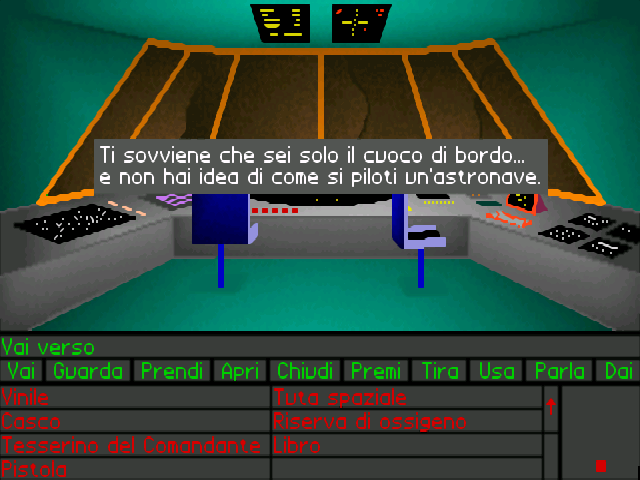 Ti sovviene che sei solo il cuoco di bordo...
e non hai idea di come si piloti un'astronave.
Vai verso
Vai Guarda Prendi Apri Chiudi Premi Tira Usa Parla Dai
Vinile Tuta spaziale
Casco Riserva di ossigeno
Tesserino del Comandante Libro
Pistola